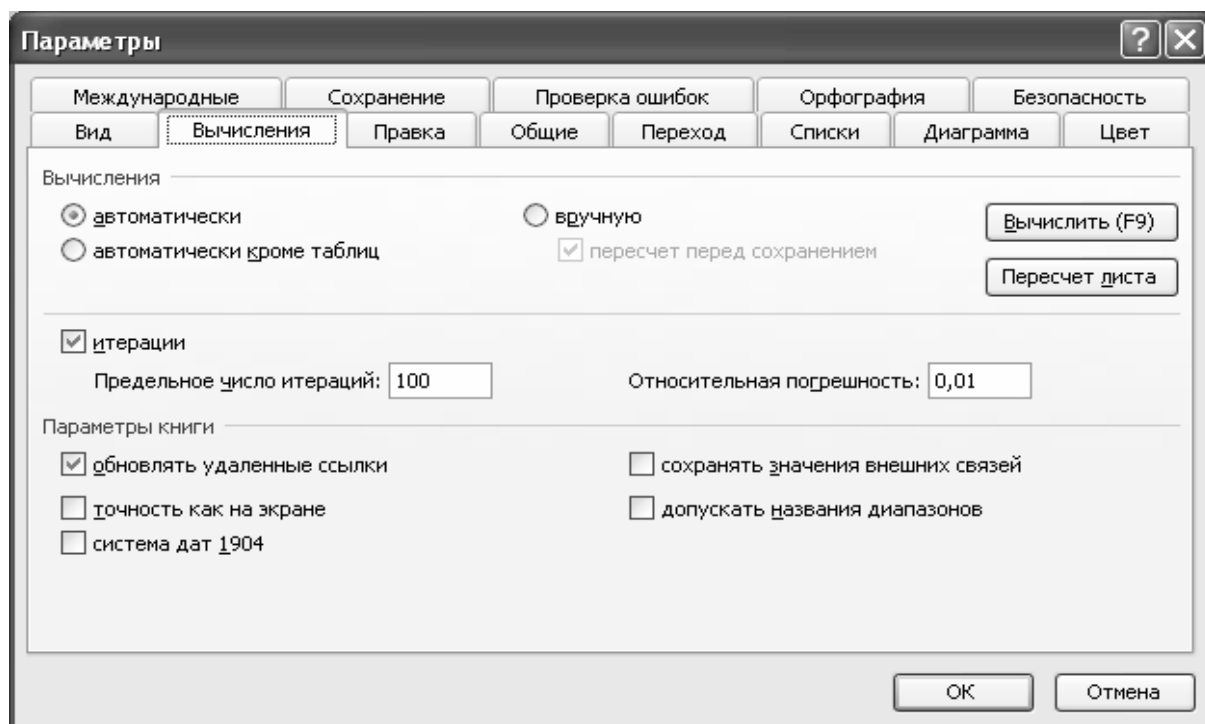 Параметры
Международные Сохранение Проверка ошибок Орфография Безопасность
Вид Вычисления Правка Общие Переход Списки Диаграмма Цвет
Вычисления
автоматически вручную Вычислить (F9)
автоматически кроме таблиц пересчет перед сохранением
Пересчет листа
итерации
Предельное число итераций: 100 Относительная погрешность: 0,01
Параметры книги
обновлять удаленные ссылки сохранять значения внешних связей
точность как на экране допускать названия диапазонов
система дат 1904
ОК Отмена